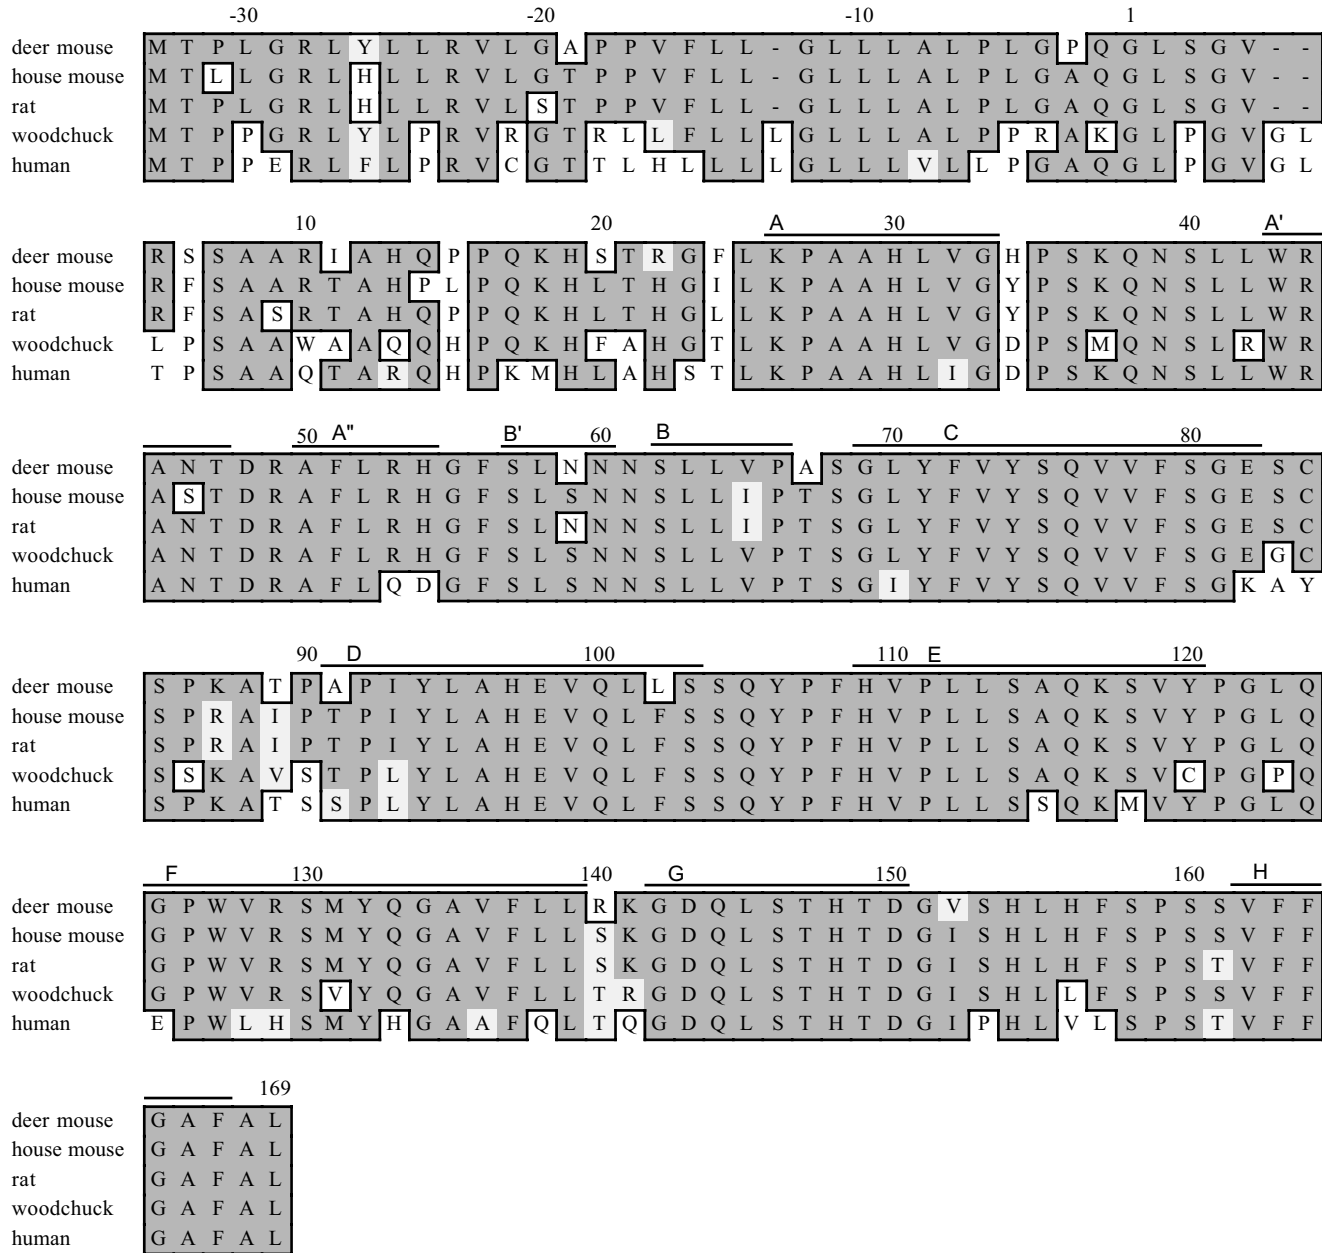 -30 -20 -10 1
deer mouse M T P L G R L Y L L R V L G A P P V F L L - G L L L A L P L G P Q G L S G V - -
house mouse M T L L G R L H L L R V L G T P P V F L L - G L L L A L P L G A Q G L S G V - -
rat M T P L G R L H L L R V L S T P P V F L L - G L L L A L P L G A Q G L S G V - -
woodchuck M T P P G R L Y L P R V R G T R L L F L L L G L L L A L P P R A K G L P G V G L
human M T P P E R L F L P R V C G T T L H L L L L G L L L V L L P G A Q G L P G V G L
10 20 A 30 40 A'
deer mouse R S S A A R I A H Q P P Q K H S T R G F L K P A A H L V G H P S K Q N S L L W R
house mouse R F S A A R T A H P L P Q K H L T H G I L K P A A H L V G Y P S K Q N S L L W R
rat R F S A S R T A H Q P P Q K H L T H G L L K P A A H L V G Y P S K Q N S L L W R
woodchuck L P S A A W A A Q Q H P Q K H F A H G T L K P A A H L V G D P S M Q N S L R W R
human T P S A A Q T A R Q H P K M H L A H S T L K P A A H L I G D P S K Q N S L L W R
50 A" B' 60 B 70 C 80
deer mouse A N T D R A F L R H G F S L N N N S L L V P A S G L Y F V Y S Q V V F S G E S C
house mouse A S T D R A F L R H G F S L S N N S L L I P T S G L Y F V Y S Q V V F S G E S C
rat A N T D R A F L R H G F S L N N N S L L I P T S G L Y F V Y S Q V V F S G E S C
woodchuck A N T D R A F L R H G F S L S N N S L L V P T S G L Y F V Y S Q V V F S G E G C
human A N T D R A F L Q D G F S L S N N S L L V P T S G I Y F V Y S Q V V F S G K A Y
90 D 100 110 E 120
deer mouse S P K A T P A P I Y L A H E V Q L L S S Q Y P F H V P L L S A Q K S V Y P G L Q
house mouse S P R A I P T P I Y L A H E V Q L F S S Q Y P F H V P L L S A Q K S V Y P G L Q
rat S P R A I P T P I Y L A H E V Q L F S S Q Y P F H V P L L S A Q K S V Y P G L Q
woodchuck S S K A V S T P L Y L A H E V Q L F S S Q Y P F H V P L L S A Q K S V C P G P Q
human S P K A T S S P L Y L A H E V Q L F S S Q Y P F H V P L L S S Q K M V Y P G L Q
F 130 140 G 150 160 H
deer mouse G P W V R S M Y Q G A V F L L R K G D Q L S T H T D G V S H L H F S P S S V F F
house mouse G P W V R S M Y Q G A V F L L S K G D Q L S T H T D G I S H L H F S P S S V F F
rat G P W V R S M Y Q G A V F L L S K G D Q L S T H T D G I S H L H F S P S T V F F
woodchuck G P W V R S V Y Q G A V F L L T R G D Q L S T H T D G I S H L L F S P S S V F F
human E P W L H S M Y H G A A F Q L T Q G D Q L S T H T D G I P H L V L S P S T V F F
169
deer mouse G A F A L
house mouse G A F A L
rat G A F A L
woodchuck G A F A L
human G A F A L